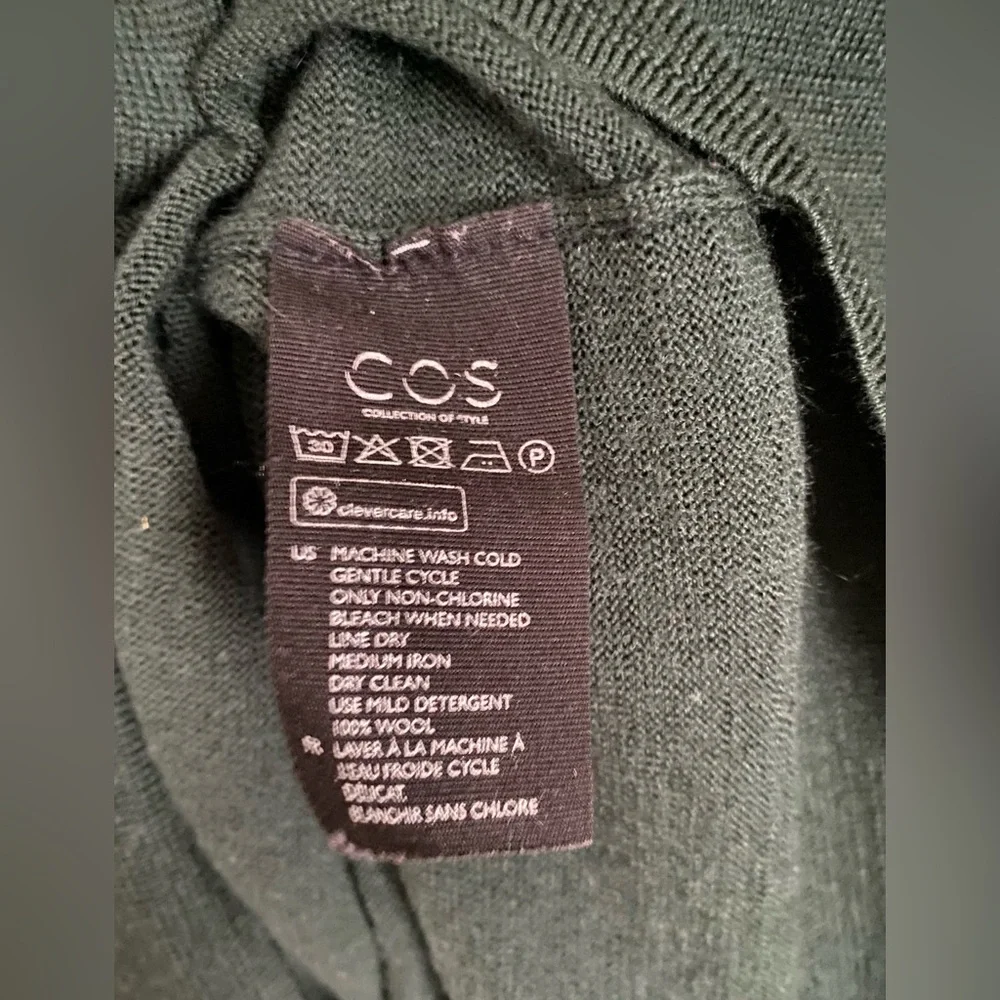 COS
COLLECTION OF STYLE
30 P
clevercare.info
US MACHINE WASH COLD
GENTLE CYCLE
ONLY NON-CHLORINE
BLEACH WHEN NEEDED
LINE DRY
MEDIUM IRON
DRY CLEAN
USE MILD DETERGENT
100% WOOL
FR LAVER À LA MACHINE À
L'EAU FROIDE CYCLE
DÉLICAT
BLANCHIR SANS CHLORE